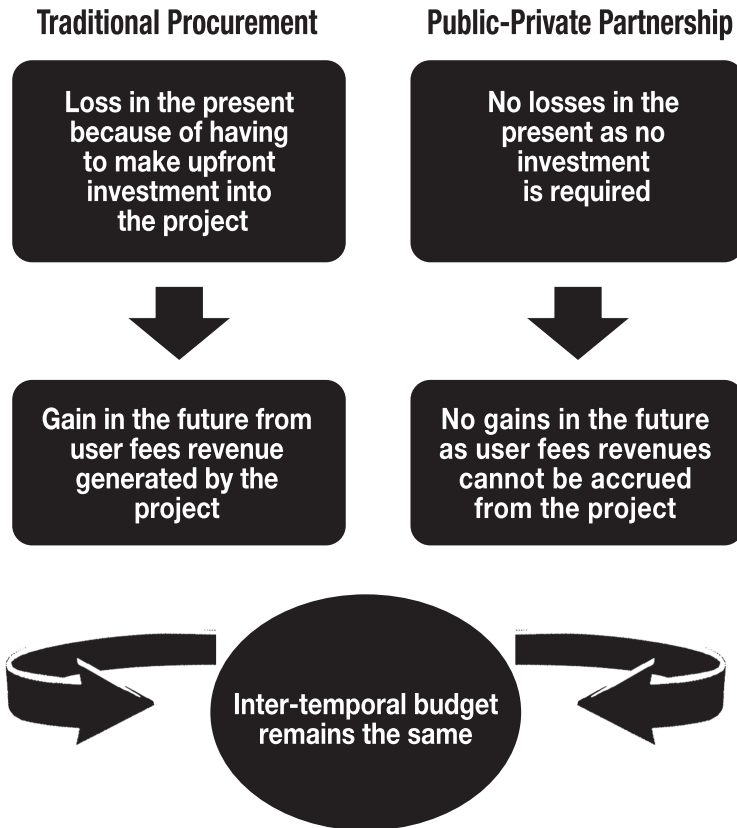 Traditional Procurement
Loss in the present
because of having
to make upfront
investment into
the project
Gain in the future from
user fees revenue
generated by the
project
Public-Private Partnership
No losses in the
present as no
investment
is required
No gains in the future
as user fees revenues
cannot be accrued
from the project
Inter-temporal budget
remains the same